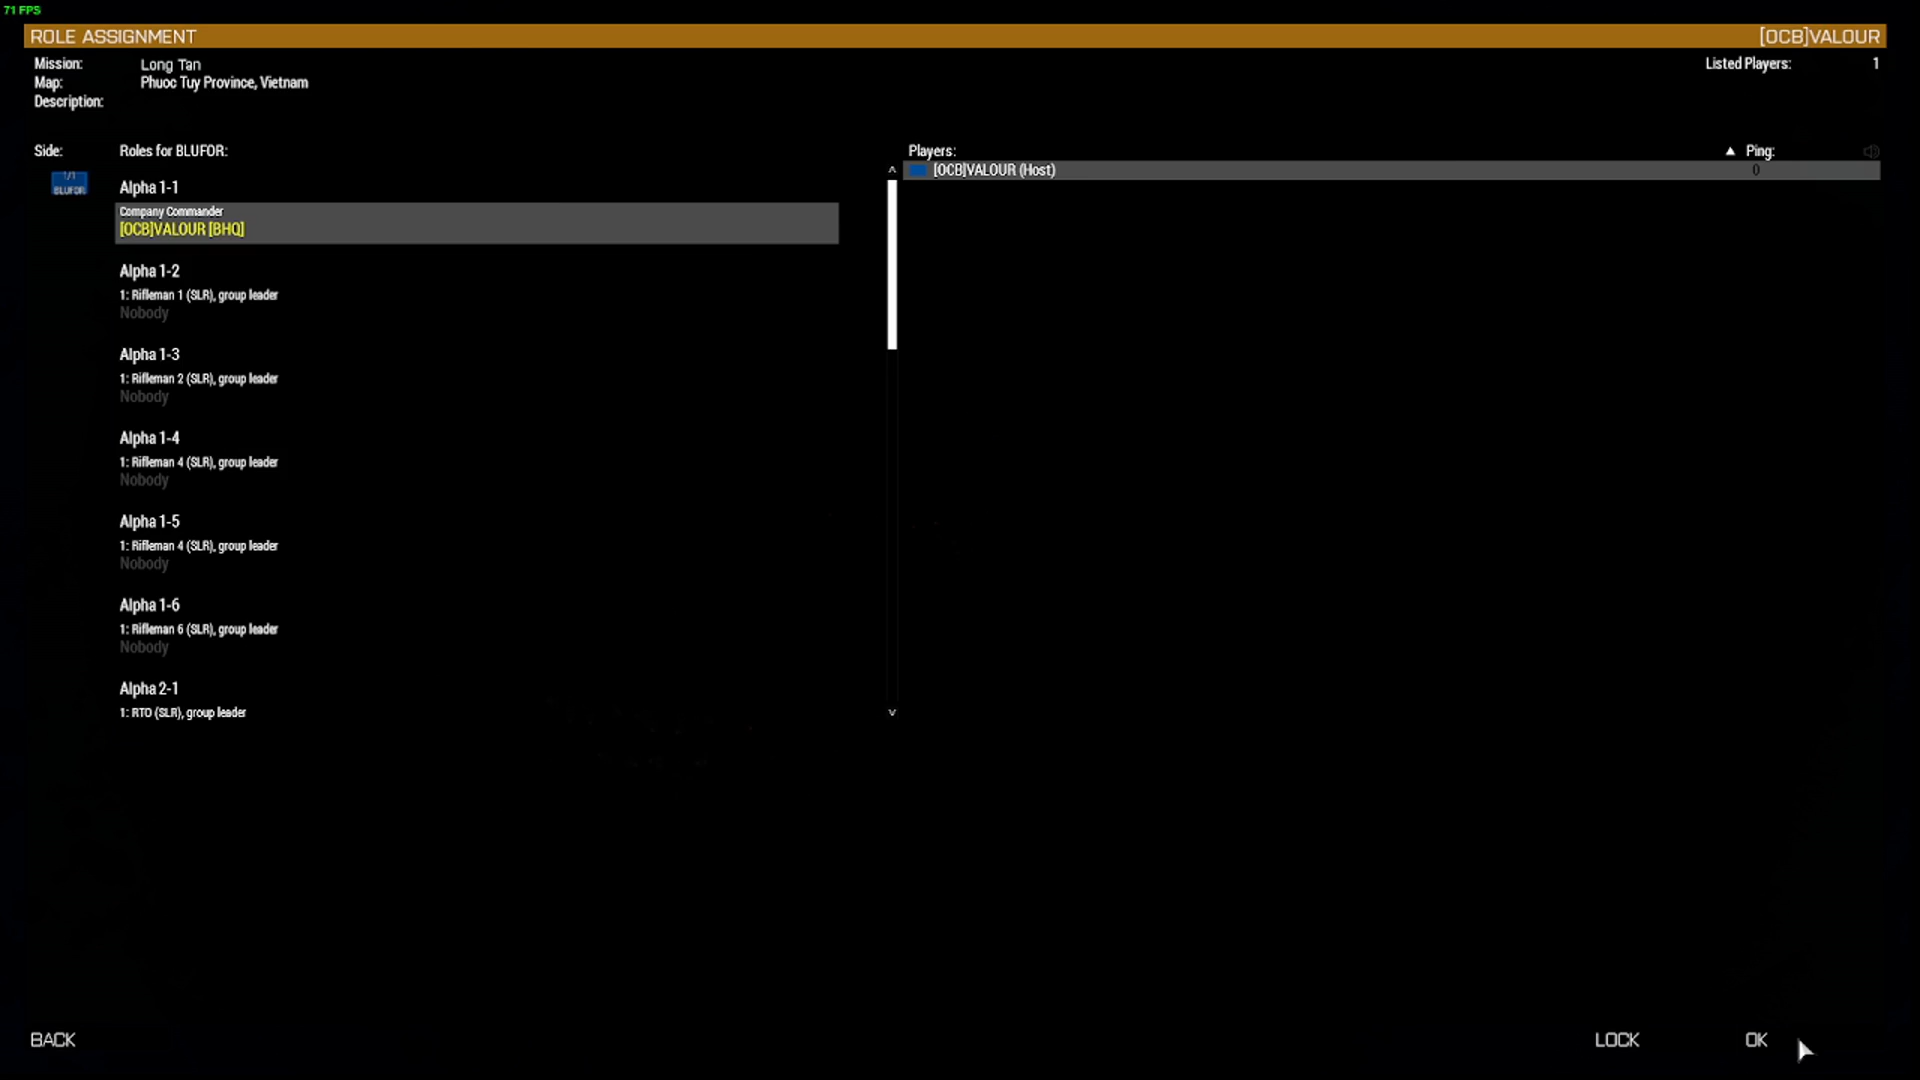 71 FPS
ROLE ASSIGNMENT
[OCB]VALOUR
Mission: Long Tan
Listed Players: 1
Map: Phuoc Tuy Province, Vietnam
Description:
Side:
Roles for BLUFOR:
Players:
Ping:
1/1
BLUFOR
[OCB]VALOUR (Host) 0
Alpha 1-1
Company Commander
[OCB]VALOUR [BHQ]
Alpha 1-2
1: Rifleman 1 (SLR), group leader
Nobody
Alpha 1-3
1: Rifleman 2 (SLR), group leader
Nobody
Alpha 1-4
1: Rifleman 4 (SLR), group leader
Nobody
Alpha 1-5
1: Rifleman 4 (SLR), group leader
Nobody
Alpha 1-6
1: Rifleman 6 (SLR), group leader
Nobody
Alpha 2-1
1: RTO (SLR), group leader
BACK
LOCK
OK